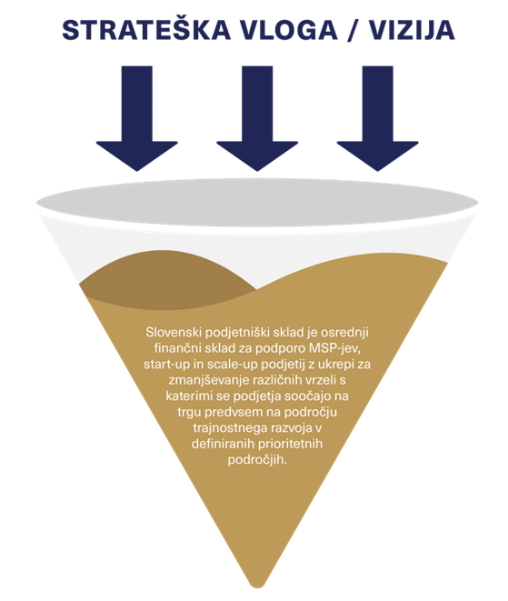 STRATEŠKA VLOGA / VIZIJA
Slovenski podjetniški sklad je osrednji
finančni sklad za podporo MSP-jev,
start-up in scale-up podjetij z ukrepi za
zmanjševanje različnih vrzeli s
katerimi se podjetja soočajo na
trgu predvsem na področju
trajnostnega razvoja v
definiranih prioritetnih
področjih.